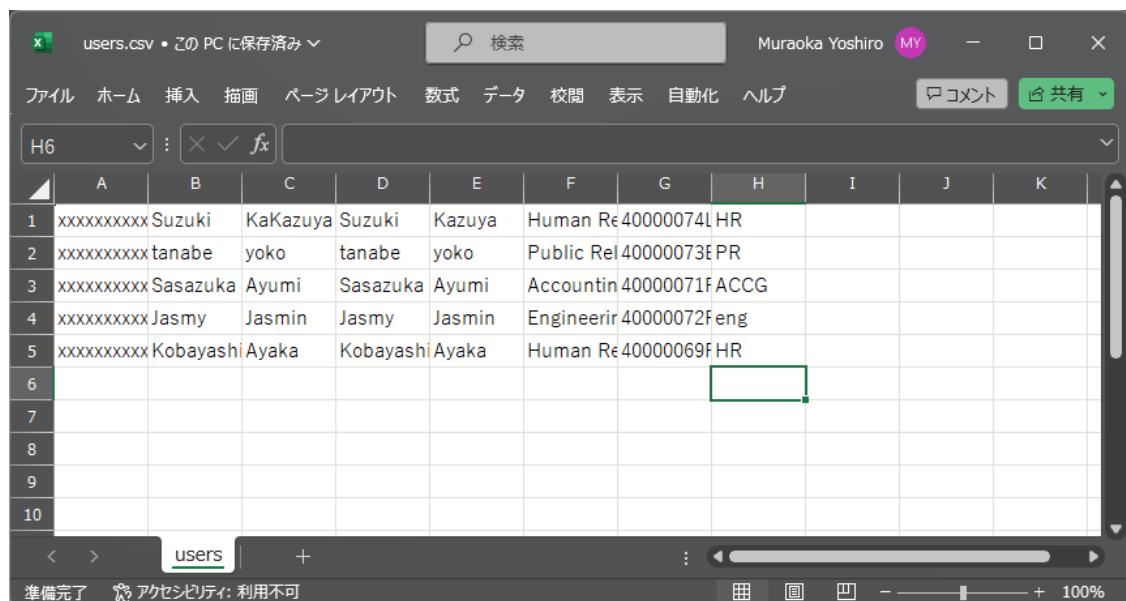 users.csv • この PC に保存済み
検索
Muraoka Yoshiro MY
ファイル ホーム 挿入 描画 ページ レイアウト 数式 データ 校閲 表示 自動化 ヘルプ コメント 共有
H6 fx
A B C D E F G H I J K
1 xxxxxxxxxx Suzuki KaKazuya Suzuki Kazuya Human Re 40000074L HR
2 xxxxxxxxxx tanabe yoko tanabe yoko Public Rel 40000073E PR
3 xxxxxxxxxx Sasazuka Ayumi Sasazuka Ayumi Accountin 40000071F ACCG
4 xxxxxxxxxx Jasmy Jasmin Jasmy Jasmin Engineerin 40000072F eng
5 xxxxxxxxxx Kobayashi Ayaka Kobayashi Ayaka Human Re 40000069F HR
6
7
8
9
10
users
準備完了 アクセシビリティ: 利用不可 100%